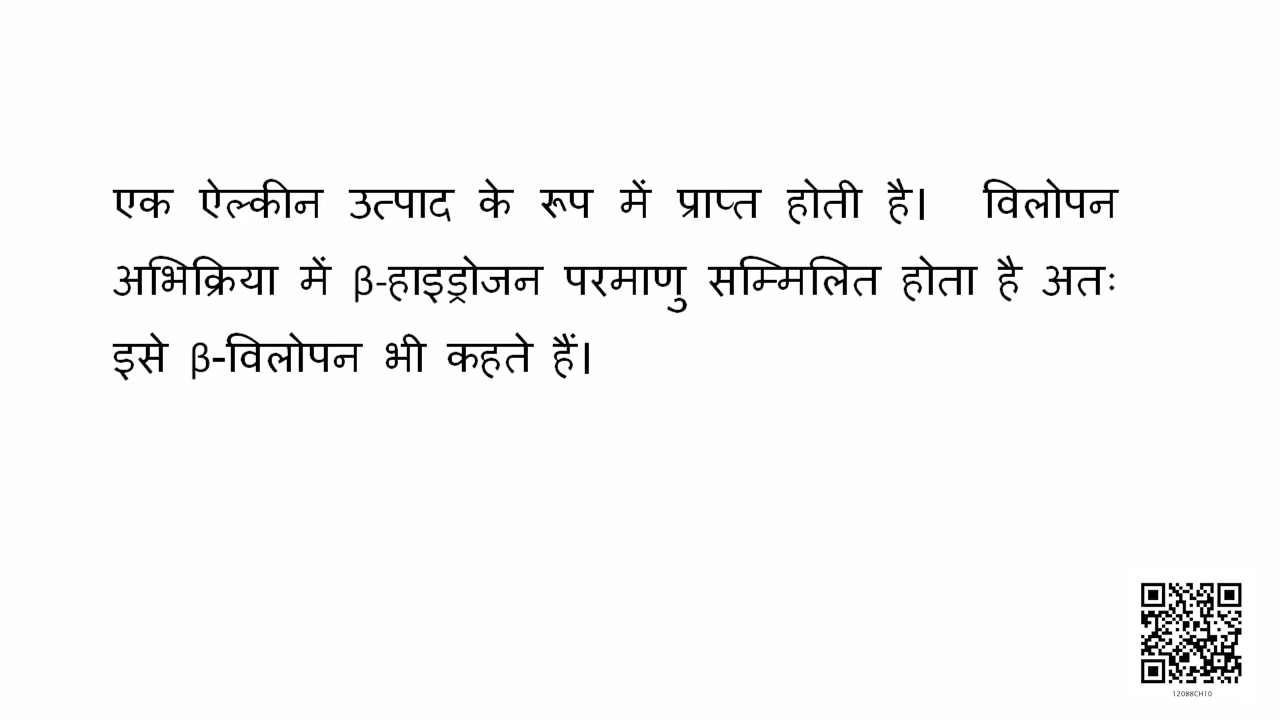 एक ऐल्कीन उत्पाद के रूप में प्राप्त होती है। विलोपन
अभिक्रिया में β-हाइड्रोजन परमाणु सम्मिलित होता है अतः
इसे β-विलोपन भी कहते हैं।
12088CH10